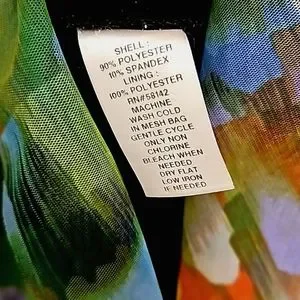 SHELL :
90% POLYESTER
10% SPANDEX
LINING :
100% POLYESTER
RN#58142
MACHINE
WASH COLD
IN MESH BAG
GENTLE CYCLE
ONLY NON
CHLORINE
BLEACH WHEN
NEEDED
DRY FLAT
LOW IRON
IF NEEDED